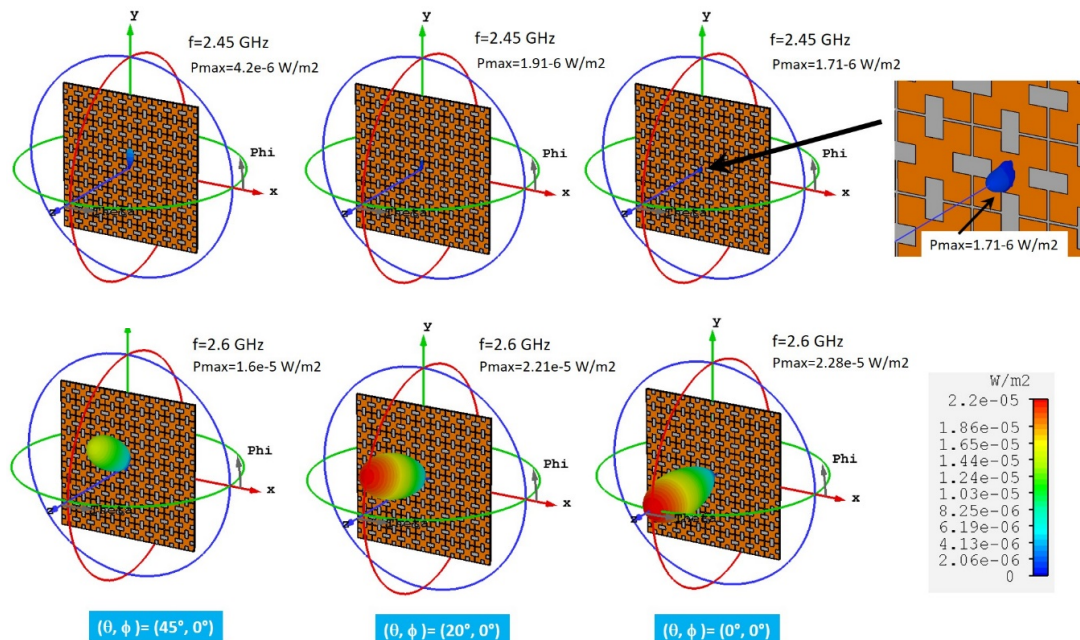 y
f=2.45 GHz
Pmax=4.2e-6 W/m2
Phi
x
z
y
f=2.45 GHz
Pmax=1.91-6 W/m2
Phi
x
z
y
f=2.45 GHz
Pmax=1.71-6 W/m2
Phi
x
z
Pmax=1.71-6 W/m2
f=2.6 GHz
Pmax=1.6e-5 W/m2
Phi
x
z
y
f=2.6 GHz
Pmax=2.21e-5 W/m2
Phi
x
z
y
f=2.6 GHz
Pmax=2.28e-5 W/m2
Phi
x
z
W/m2
2.2e-05
1.86e-05
1.65e-05
1.44e-05
1.24e-05
1.03e-05
8.25e-06
6.19e-06
4.13e-06
2.06e-06
0
(θ, ϕ )= (45°, 0°)
(θ, ϕ )= (20°, 0°)
(θ, ϕ )= (0°, 0°)